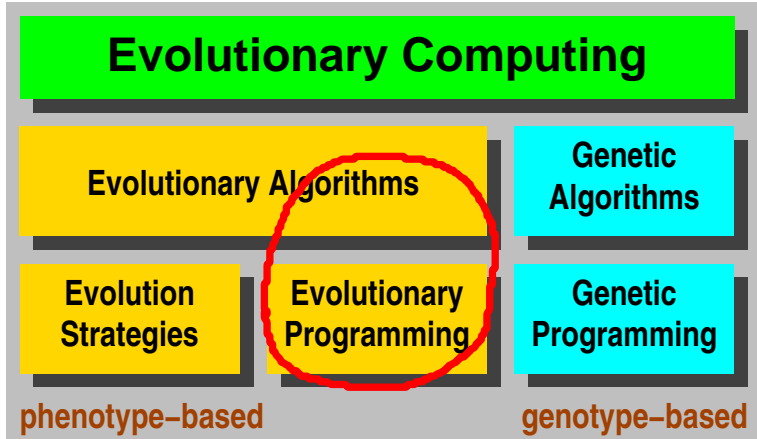 Evolutionary Computing
Evolutionary Algorithms
Genetic
Algorithms
Evolution
Strategies
Evolutionary
Programming
Genetic
Programming
phenotype–based
genotype–based